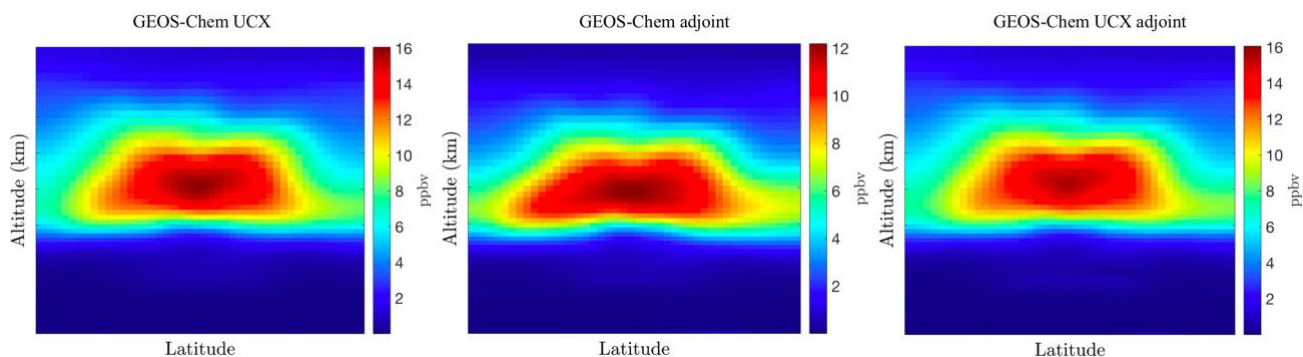 GEOS-Chem UCX
GEOS-Chem adjoint
GEOS-Chem UCX adjoint
Altitude (km)
Latitude
16
14
12
10
8
6
4
2
ppbv
Altitude (km)
Latitude
12
10
8
6
4
2
ppbv
Altitude (km)
Latitude
16
14
12
10
8
6
4
2
ppbv